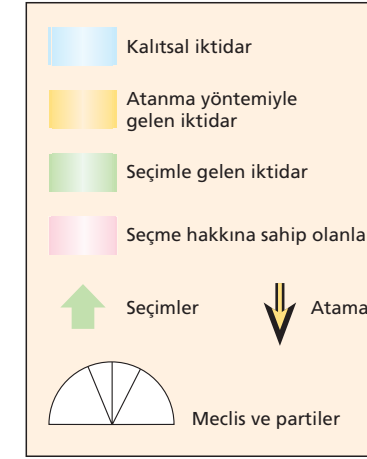 Kalıtsal iktidar
Atanma yöntemiyle
gelen iktidar
Seçimle gelen iktidar
Seçme hakkına sahip olanla
Seçimler
Atama
Meclis ve partiler